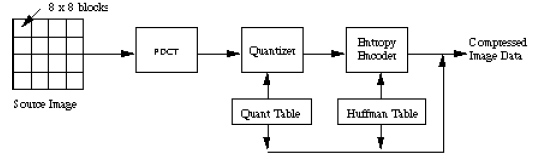 8 x 8 blocks
Source Image
FDCT
Quantizer
Entropy
Encoder
Compressed
Image Data
Quant Table
Huffman Table